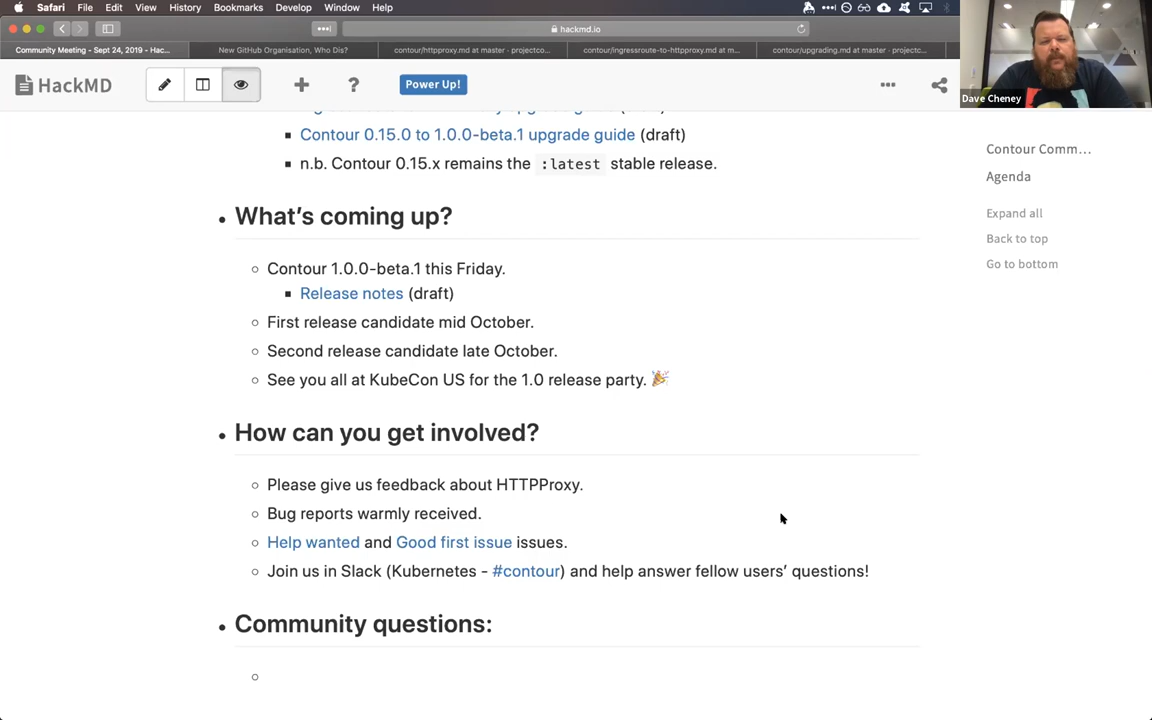 Safari File Edit View History Bookmarks Develop Window Help
hackmd.io
Community Meeting - Sept 24, 2019 - Hac... New GitHub Organisation, Who Dis? contour/httpproxy.md at master · projectco... contour/ingressroute-to-httpproxy.md at m... contour/upgrading.md at master · projectc...
HackMD
Power Up!
Dave Cheney
Contour 0.15.0 to 1.0.0-beta.1 upgrade guide (draft)
n.b. Contour 0.15.x remains the :latest stable release.
What's coming up?
Contour 1.0.0-beta.1 this Friday.
Release notes (draft)
First release candidate mid October.
Second release candidate late October.
See you all at KubeCon US for the 1.0 release party. 🎉
How can you get involved?
Please give us feedback about HTTPProxy.
Bug reports warmly received.
Help wanted and Good first issue issues.
Join us in Slack (Kubernetes - #contour) and help answer fellow users' questions!
Community questions:
Contour Comm...
Agenda
Expand all
Back to top
Go to bottom